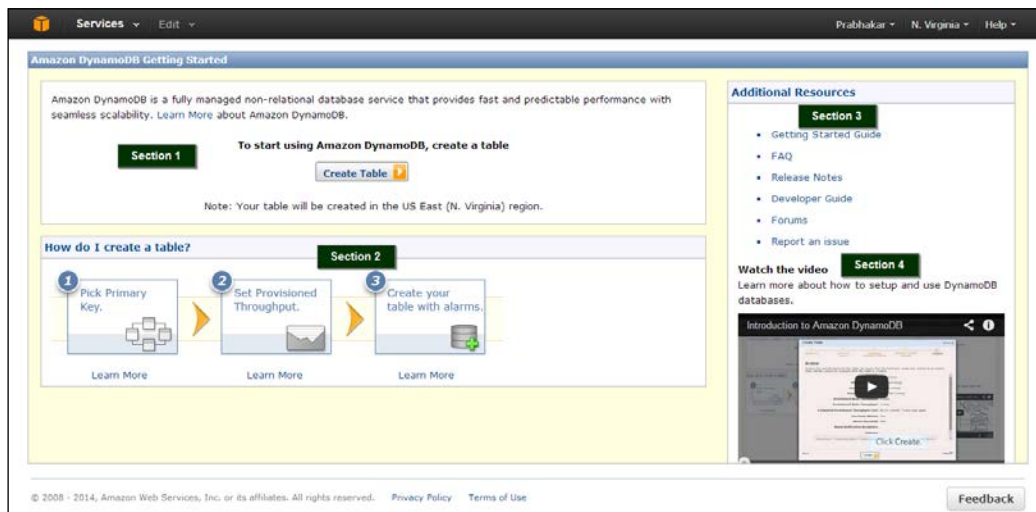 Services Edit Prabhakar N. Virginia Help
Amazon DynamoDB Getting Started
Amazon DynamoDB is a fully managed non-relational database service that provides fast and predictable performance with
seamless scalability. Learn More about Amazon DynamoDB.
Section 1
To start using Amazon DynamoDB, create a table
Create Table
Note: Your table will be created in the US East (N. Virginia) region.
How do I create a table?
Section 2
1
Pick Primary
Key.
Learn More
2
Set Provisioned
Throughput.
Learn More
3
Create your
table with alarms.
Learn More
Additional Resources
Section 3
Getting Started Guide
FAQ
Release Notes
Developer Guide
Forums
Report an issue
Watch the video
Section 4
Learn more about how to setup and use DynamoDB
databases.
Introduction to Amazon DynamoDB
Click Create
© 2008 - 2014, Amazon Web Services, Inc. or its affiliates. All rights reserved. Privacy Policy Terms of Use
Feedback